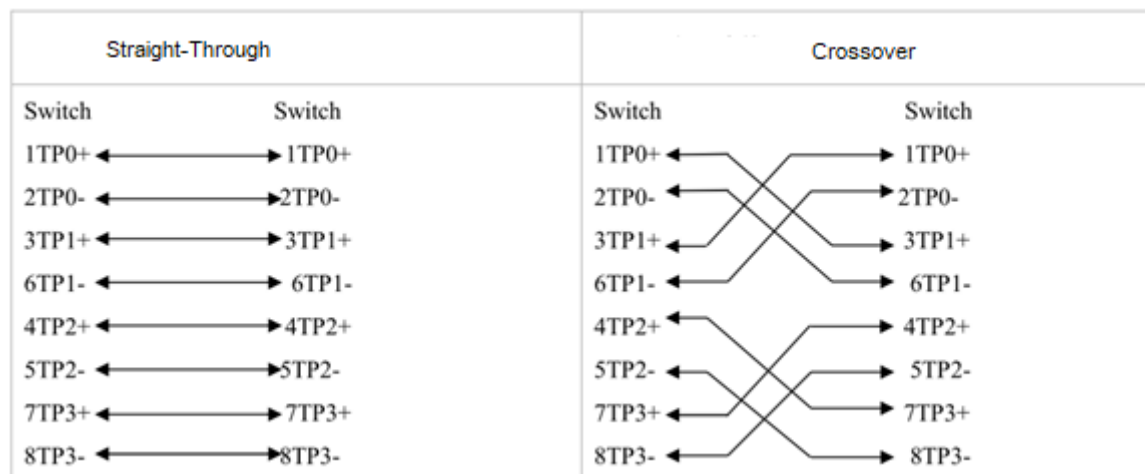 Straight-Through Crossover
Switch Switch Switch Switch
1TP0+ 1TP0+ 1TP0+ 1TP0+
2TP0- 2TP0- 2TP0- 2TP0-
3TP1+ 3TP1+ 3TP1+ 3TP1+
6TP1- 6TP1- 6TP1- 6TP1-
4TP2+ 4TP2+ 4TP2+ 4TP2+
5TP2- 5TP2- 5TP2- 5TP2-
7TP3+ 7TP3+ 7TP3+ 7TP3+
8TP3- 8TP3- 8TP3- 8TP3-